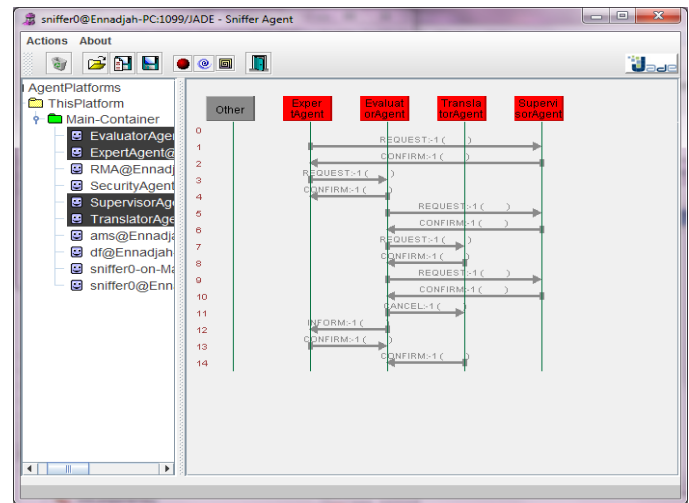 sniffer0@Ennadjah-PC:1099/JADE - Sniffer Agent
Actions About
Jade
AgentPlatforms
ThisPlatform
Main-Container
EvaluatorAgen
ExpertAgent@
RMA@Ennadj
SecurityAgent
SupervisorAg
TranslatorAge
ams@Ennadja
df@Ennadjah-
sniffer0-on-Ma
sniffer0@Enn
Other
Exper
tAgent
Evaluat
orAgent
Transla
torAgent
Supervi
sorAgent
0
1 REQUEST:-1 ( )
2 CONFIRM:-1 ( )
3 REQUEST:-1 ( )
4 CONFIRM:-1 ( )
5 REQUEST:-1 ( )
6 CONFIRM:-1 ( )
7 REQUEST:-1 ( )
8 CONFIRM:-1 ( )
9 REQUEST:-1 ( )
10 CONFIRM:-1 ( )
11 CANCEL:-1 ( )
12 INFORM:-1 ( )
13 CONFIRM:-1 ( )
14 CONFIRM:-1 ( )